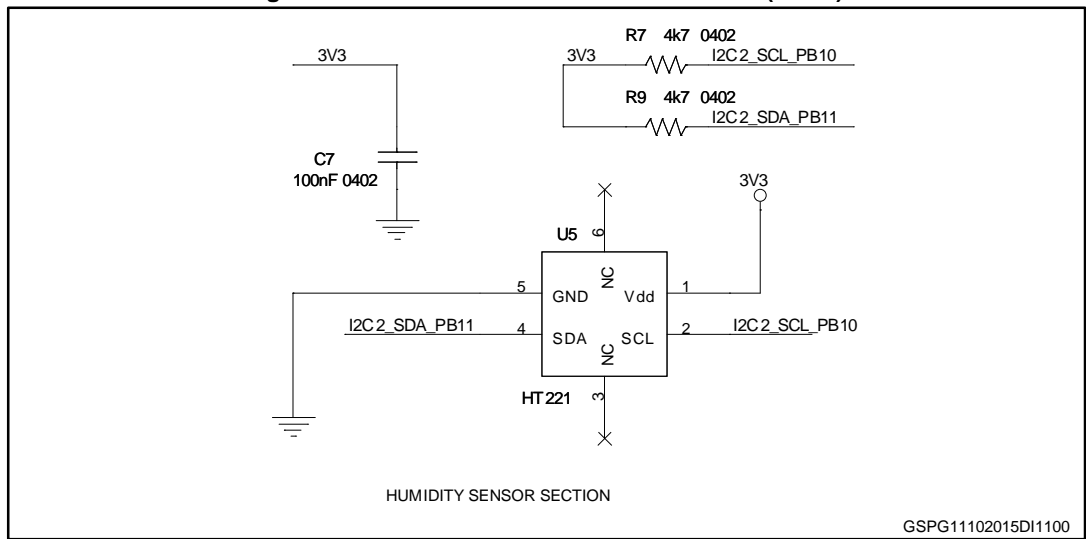 3V3
C7
100nF 0402
R7 4k7 0402
3V3
I2C2_SCL_PB10
R9 4k7 0402
I2C2_SDA_PB11
3V3
U5
6
NC
5
GND
Vdd
1
I2C2_SDA_PB11
4
SDA
SCL
2
I2C2_SCL_PB10
NC
HT221
3
HUMIDITY SENSOR SECTION
GSPG11102015DI1100